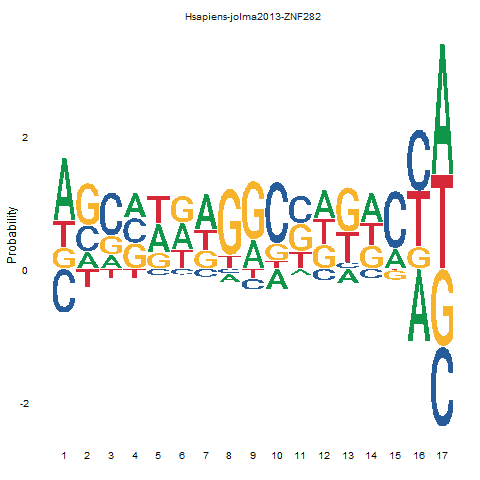 Hsapiens-jolma2013-ZNF282
Probability
2
0
-2
A G C A T G A G G C C A G A C C A
1 2 3 4 5 6 7 8 9 10 11 12 13 14 15 16 17